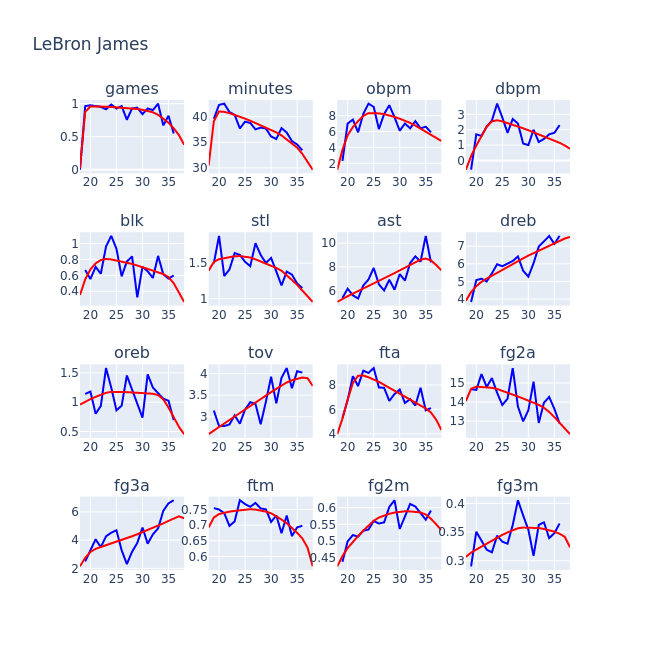 LeBron James
games minutes obpm dbpm
1 0.5 0 20 25 30 35
40 35 30 20 25 30 35
8 6 4 2 20 25 30 35
3 2 1 0 20 25 30 35
blk stl ast dreb
1 0.8 0.6 0.4 20 25 30 35
1.5 1 20 25 30 35
10 8 6 20 25 30 35
7 6 5 4 20 25 30 35
oreb tov fta fg2a
1.5 1 0.5 20 25 30 35
4 3.5 3 20 25 30 35
8 6 4 20 25 30 35
15 14 13 20 25 30 35
fg3a ftm fg2m fg3m
6 4 2 20 25 30 35
0.75 0.7 0.65 0.6 20 25 30 35
0.6 0.55 0.5 0.45 20 25 30 35
0.4 0.35 0.3 20 25 30 35